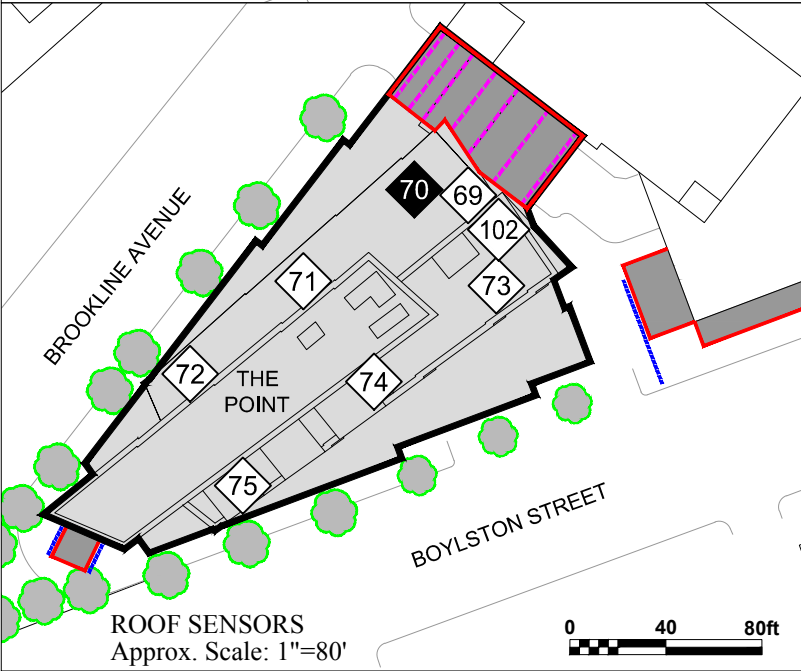 BROOKLINE AVENUE
70
69
102
71
73
72
THE
POINT
74
75
BOYLSTON STREET
ROOF SENSORS
Approx. Scale: 1"=80'
0 40 80ft